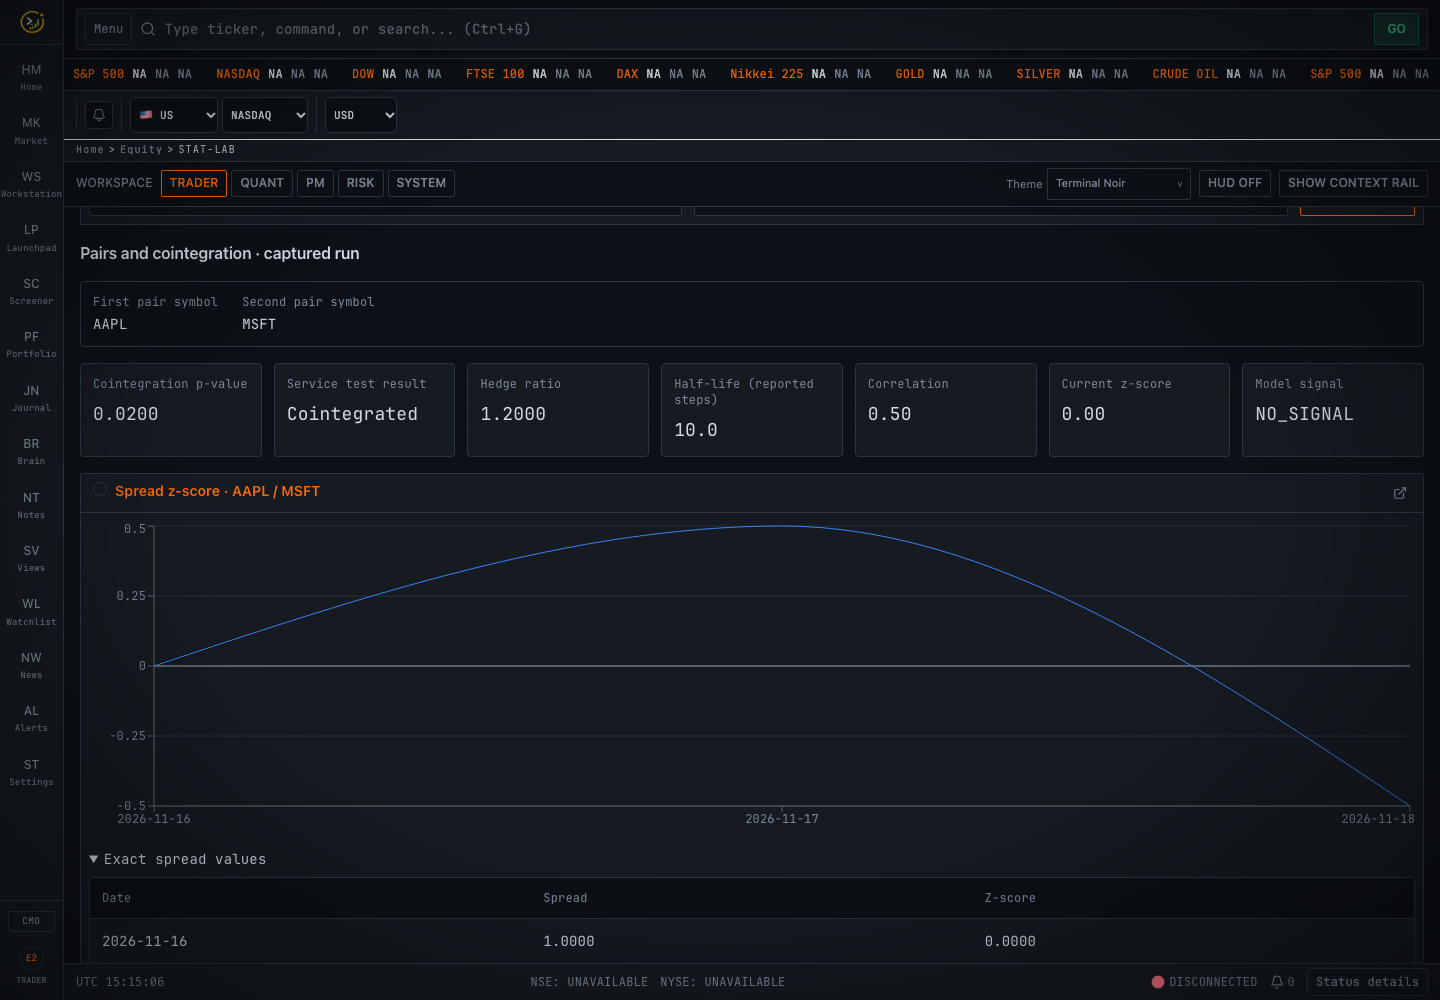 Menu
Type ticker, command, or search... (Ctrl+G)
GO
S&P 500 NA NA NA NASDAQ NA NA NA DOW NA NA NA FTSE 100 NA NA NA DAX NA NA NA Nikkei 225 NA NA NA GOLD NA NA NA SILVER NA NA NA CRUDE OIL NA NA NA S&P 500 NA NA NA
US
NASDAQ
USD
Home > Equity > STAT-LAB
WORKSPACE TRADER QUANT PM RISK SYSTEM
Theme Terminal Noir v HUD OFF SHOW CONTEXT RAIL
HM
Home
MK
Market
WS
Workstation
LP
Launchpad
SC
Screener
PF
Portfolio
JN
Journal
BR
Brain
NT
Notes
SV
Views
WL
Watchlist
NW
News
AL
Alerts
ST
Settings
CMD
E2
TRADER
Pairs and cointegration · captured run
First pair symbol
AAPL
Second pair symbol
MSFT
Cointegration p-value
0.0200
Service test result
Cointegrated
Hedge ratio
1.2000
Half-life (reported
steps)
10.0
Correlation
0.50
Current z-score
0.00
Model signal
NO_SIGNAL
Spread z-score · AAPL / MSFT
0.5
0.25
0
-0.25
-0.5
2026-11-16 2026-11-17 2026-11-18
▼ Exact spread values
Date Spread Z-score
2026-11-16 1.0000 0.0000
UTC 15:15:06
NSE: UNAVAILABLE NYSE: UNAVAILABLE
DISCONNECTED 0 Status details